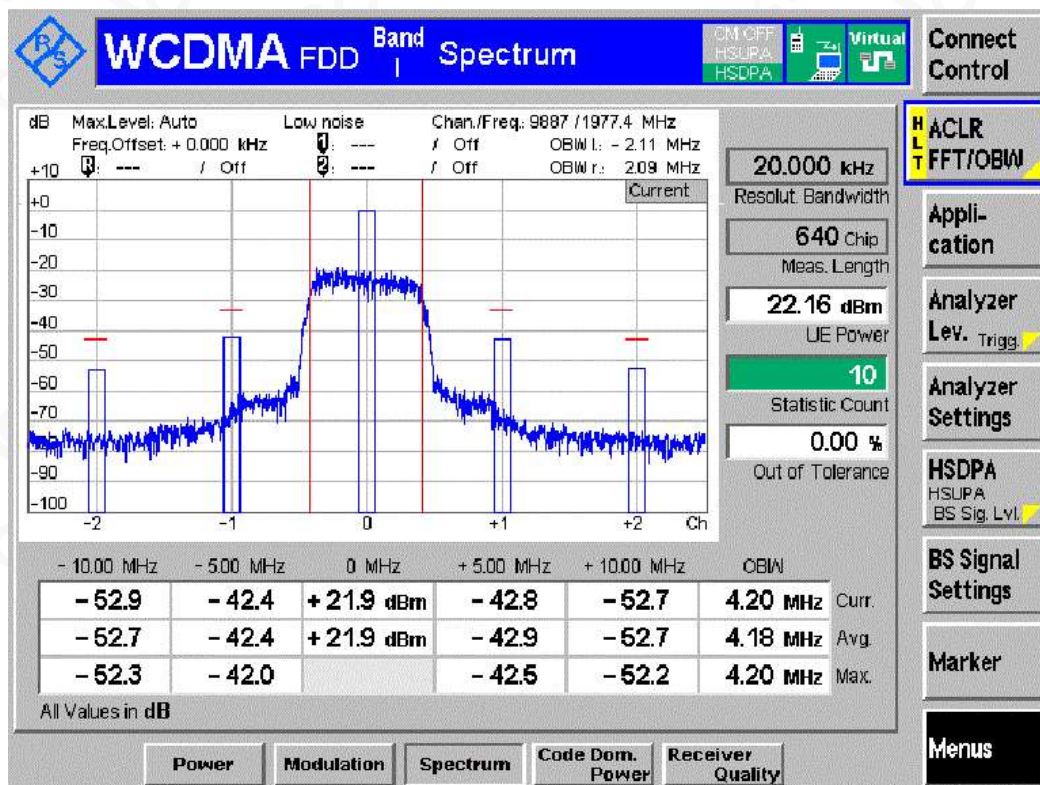 R/S
WCDMA FDD Band I Spectrum
CM OFF
HSUPA
HSDPA
Virtual
Connect Control
dB Max.Level: Auto Low noise Chan./Freq.: 9887 / 1977.4 MHz
Freq.Offset: + 0.000 kHz 1: --- / Off OBW l.: - 2.11 MHz
R: --- / Off 2: --- / Off OBW r.: 2.09 MHz
Current
+10
+0
-10
-20
-30
-40
-50
-60
-70
-90
-100
-2 -1 0 +1 +2 Ch
20.000 kHz
Resolut. Bandwidth
640 Chip
Meas. Length
22.16 dBm
UE Power
10
Statistic Count
0.00 %
Out of Tolerance
- 10.00 MHz - 5.00 MHz 0 MHz + 5.00 MHz + 10.00 MHz OBW
- 52.9 - 42.4 + 21.9 dBm - 42.8 - 52.7 4.20 MHz Curr.
- 52.7 - 42.4 + 21.9 dBm - 42.9 - 52.7 4.18 MHz Avg.
- 52.3 - 42.0 - 42.5 - 52.2 4.20 MHz Max.
All Values in dB
HLT
ACLR
FFT/OBW
Appli-
cation
Analyzer
Lev. Trigg.
Analyzer
Settings
HSDPA
HSUPA
BS Sig. Lvl.
BS Signal
Settings
Marker
Menus
Power
Modulation
Spectrum
Code Dom.
Power
Receiver
Quality